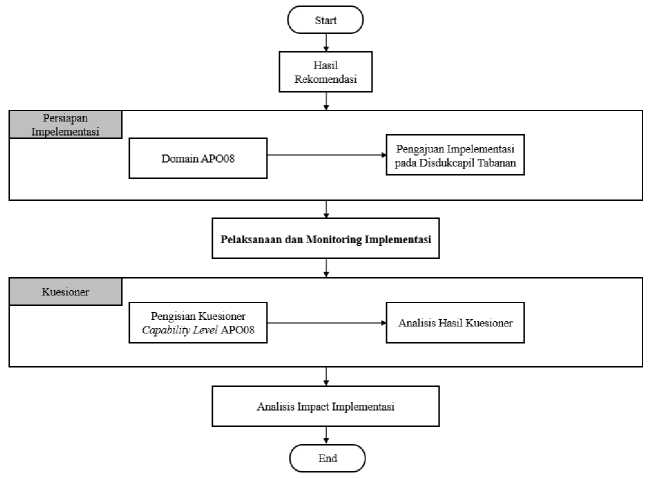 Start
Hasil
Rekomendasi
Persiapan
Impelementasi
Domain APO08
Pengajuan Impelementasi
pada Disdukcapil Tabanan
Pelaksanaan dan Monitoring Implementasi
Kuesioner
Pengisian Kuesioner
Capability Level APO08
Analisis Hasil Kuesioner
Analisis Impact Implementasi
End